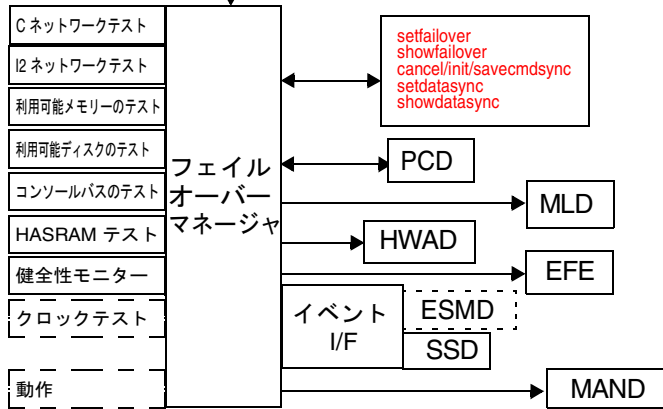 C ネットワークテスト
I2 ネットワークテスト
利用可能メモリーのテスト
利用可能ディスクのテスト
コンソールバスのテスト
HASRAM テスト
健全性モニター
クロックテスト
動作
フェイル
オーバー
マネージャ
setfailover
showfailover
cancel/init/savecmdsync
setdatasync
showdatasync
PCD
MLD
HWAD
EFE
イベント
I/F
ESMD
SSD
MAND